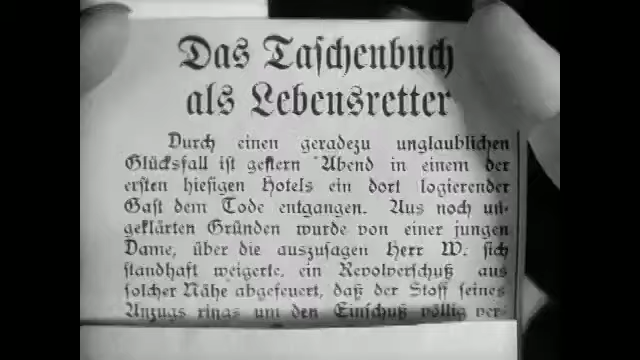 Das Taschenbuch
als Lebensretter
Durch einen geradezu unglaublichen
Glücksfall ist gestern Abend in einem der
ersten hiesigen Hotels ein dort logierender
Gast dem Tode entgangen. Aus noch un-
geklärten Gründen wurde von einer jungen
Dame, über die auszusagen Herr W. sich
standhaft weigerte, ein Revolverschuß aus
solcher Nähe abgefeuert, daß der Stoff seines
Anzugs rings um den Einschuß völlig ver-